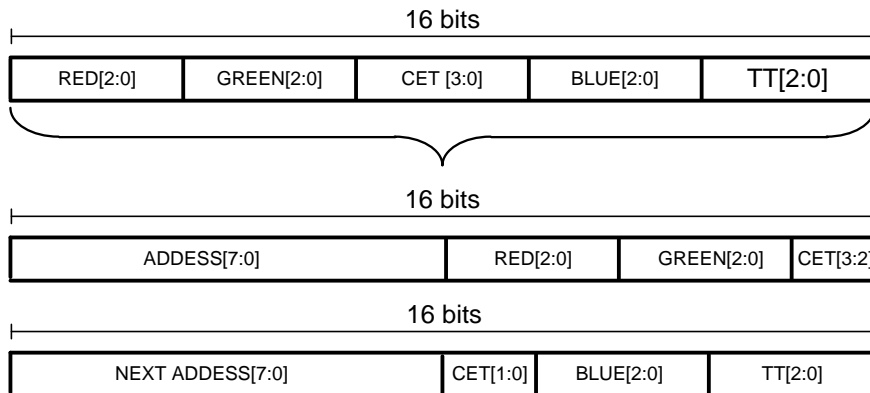 16 bits
RED[2:0] GREEN[2:0] CET [3:0] BLUE[2:0] TT[2:0]
16 bits
ADDESS[7:0] RED[2:0] GREEN[2:0] CET[3:2]
16 bits
NEXT ADDESS[7:0] CET[1:0] BLUE[2:0] TT[2:0]